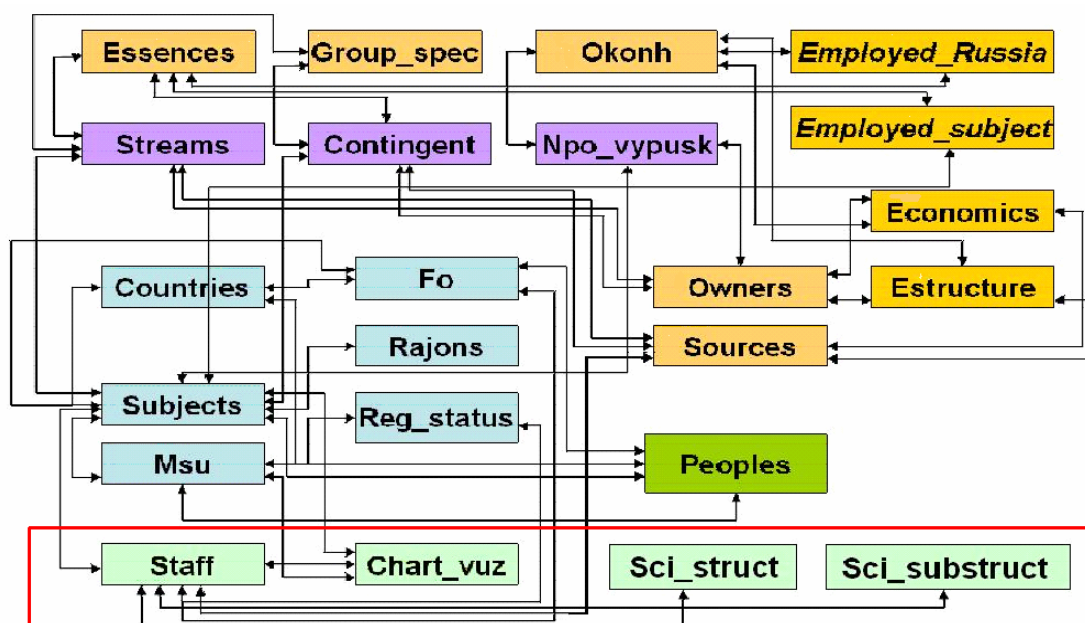 Essences
Group_spec
Okonh
Employed_Russia
Employed_subject
Streams
Contingent
Npo_vypusk
Economics
Countries
Fo
Owners
Estructure
Rajons
Sources
Subjects
Reg_status
Msu
Peoples
Staff
Chart_vuz
Sci_struct
Sci_substruct